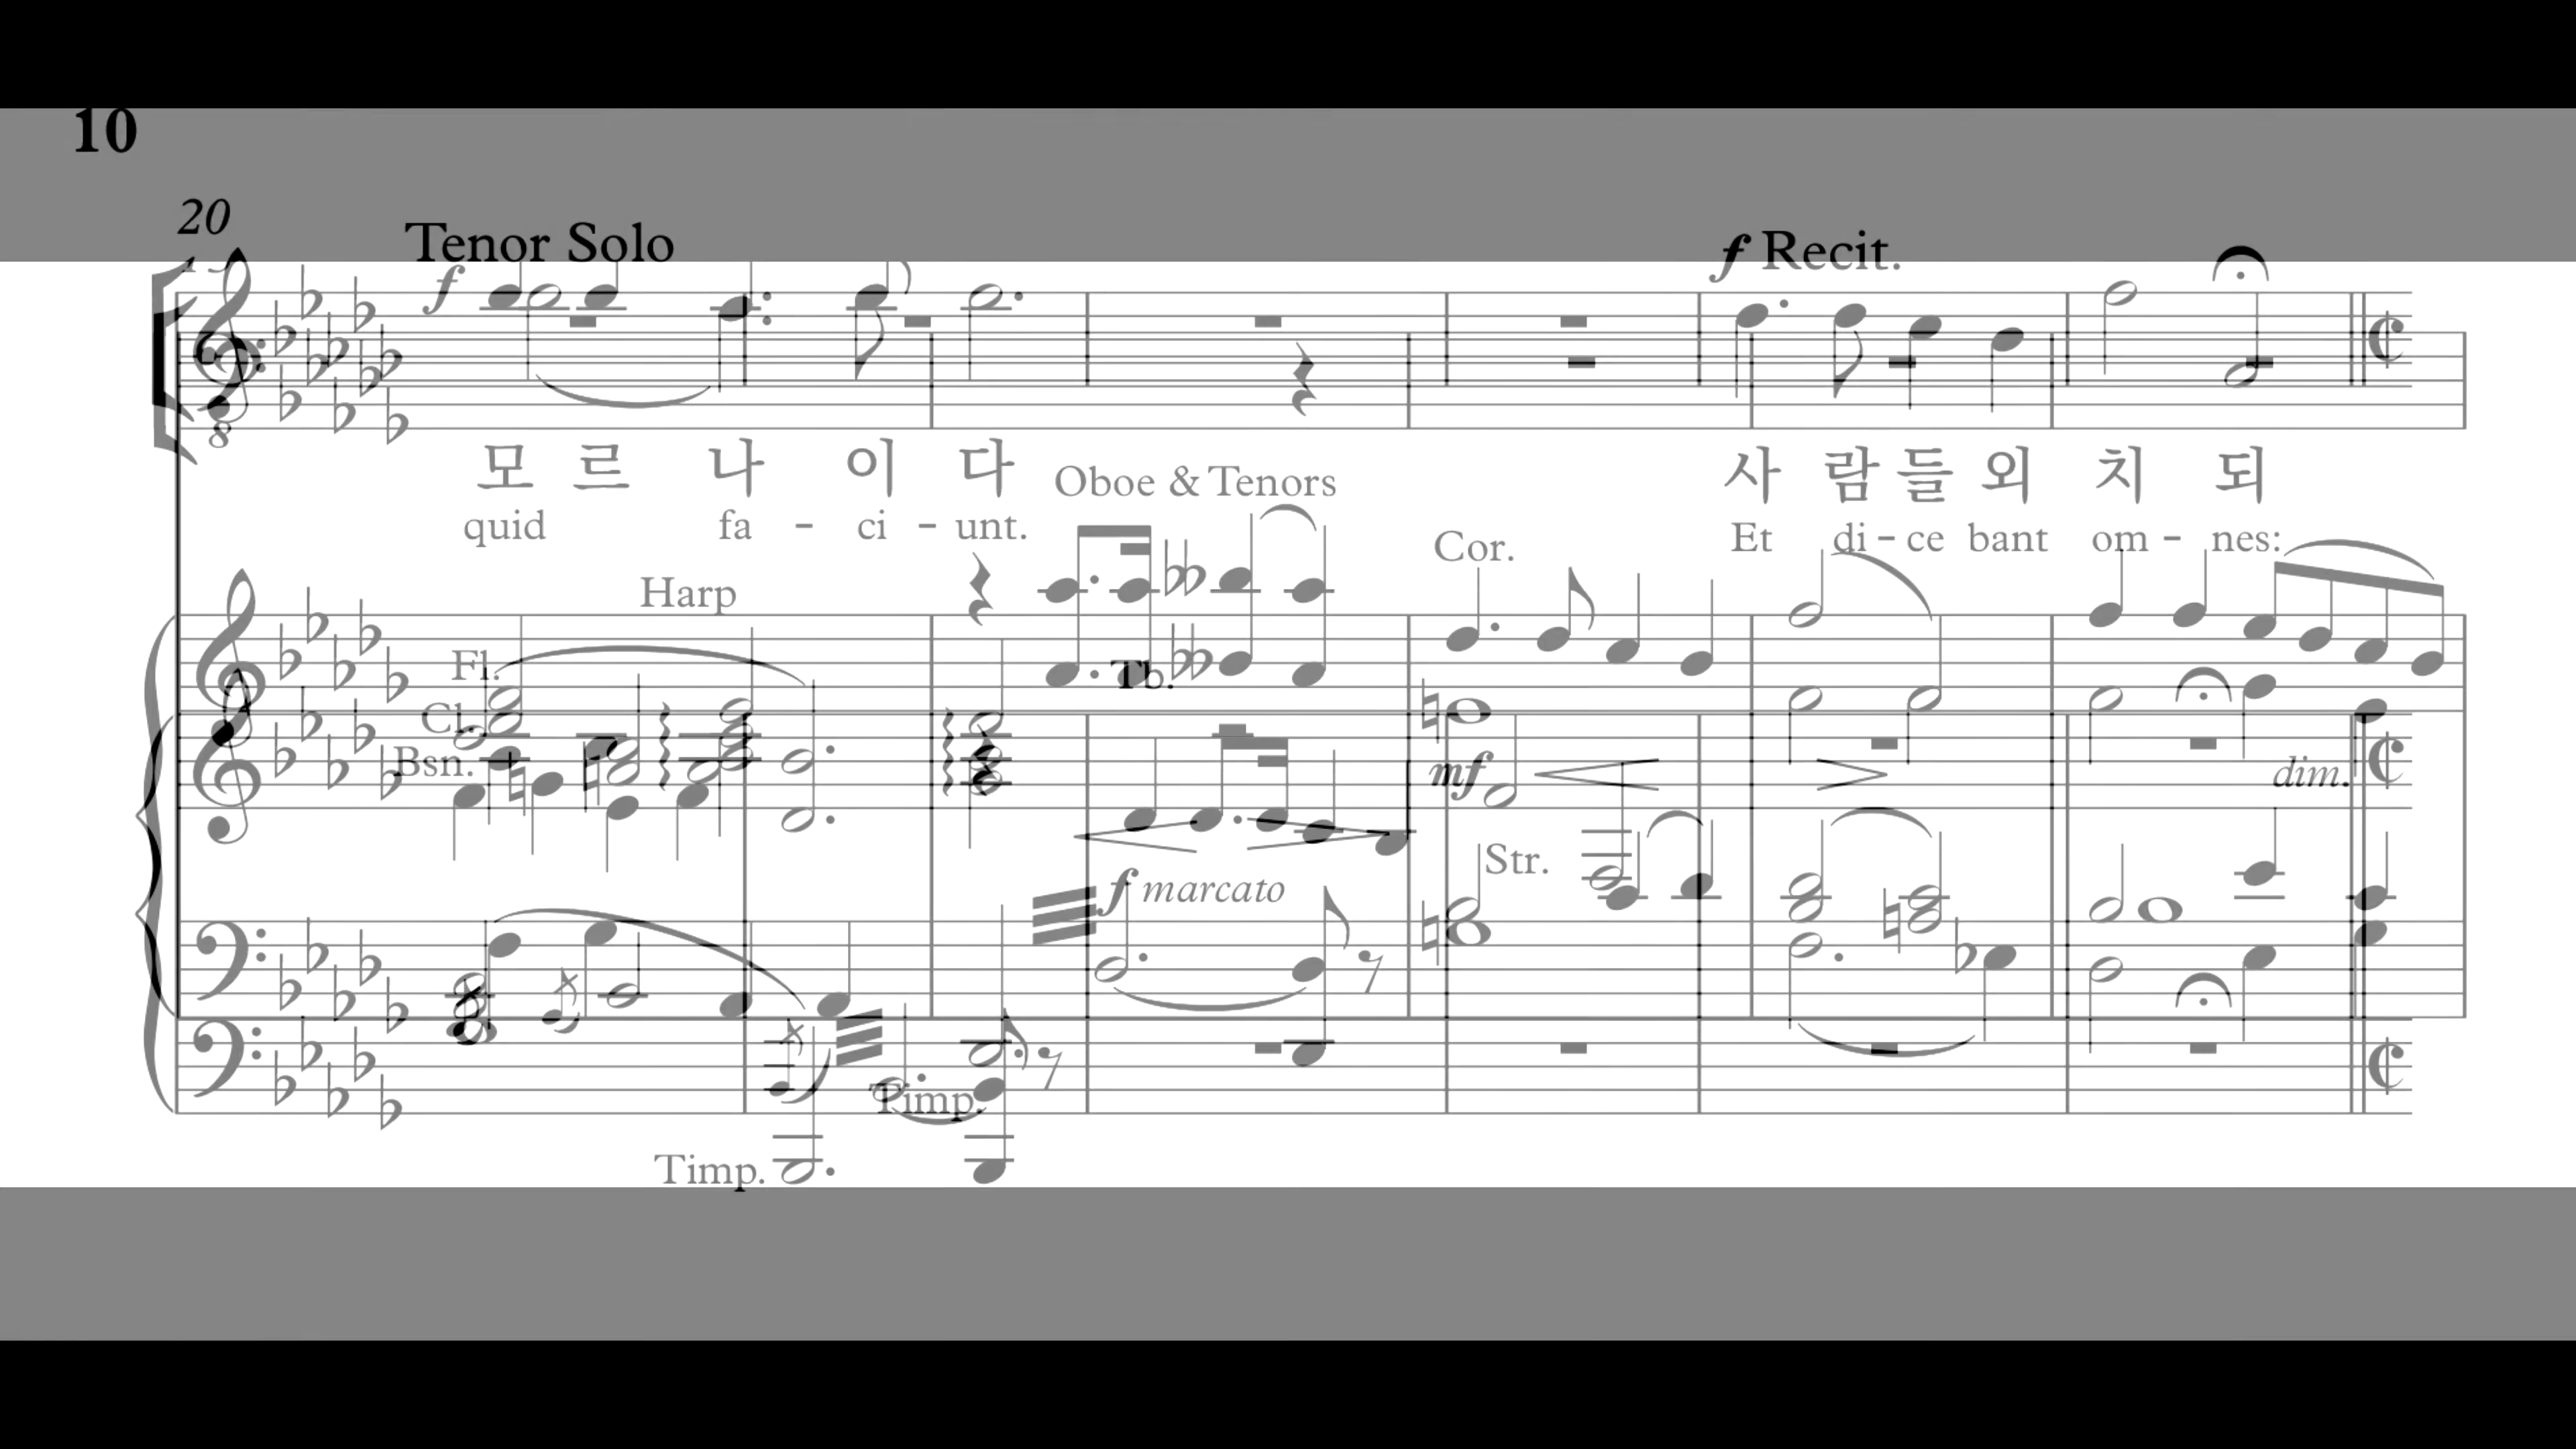 10
20
Tenor Solo
f Recit.
f
8
모 르 나 이 다
사 람 들 외 치 되
Oboe & Tenors
quid fa - ci - unt.
Et di - ce bant om - nes:
Cor.
Harp
Fl.
Tb.
Cl.
Bsn.
mf
dim.
Str.
f marcato
Timp.
Timp.